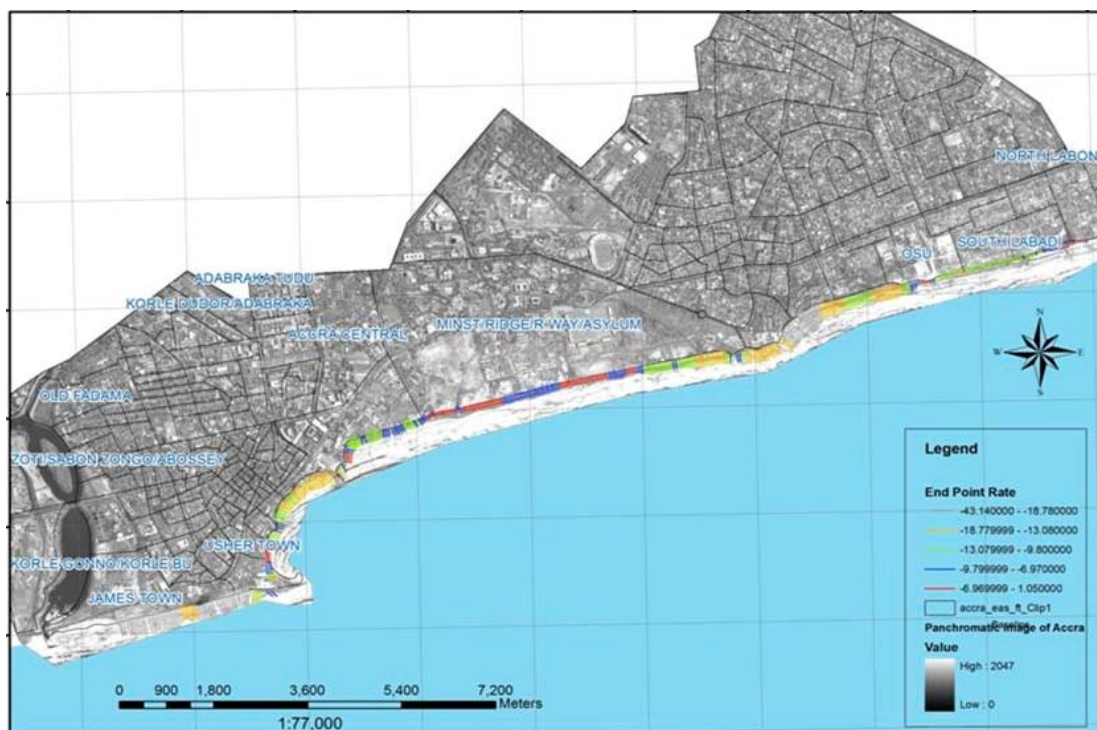 NORTH LABON
SOUTH LABADI
OSU
ADABRAKA TUDU
KORLE DUDOR/ADABRAKA
ACCRA CENTRAL
MINST/RIDGE/R-WAY/ASYLUM
N
W E
S
OLD FADAMA
ZOTI/SABON ZONGO/ABOSSEY
USHER TOWN
KORLE GONNO/KORLE BU
JAMES TOWN
Legend
End Point Rate
-43.140000 - -18.780000
-18.779999 - -13.080000
-13.079999 - -9.800000
-9.799999 - -6.970000
-6.969999 - 1.050000
accra_eas_ft_Clip1
Baseline
Panchromatic image of Accra
Value
High : 2047
Low : 0
0 900 1,800 3,600 5,400 7,200
Meters
1:77,000